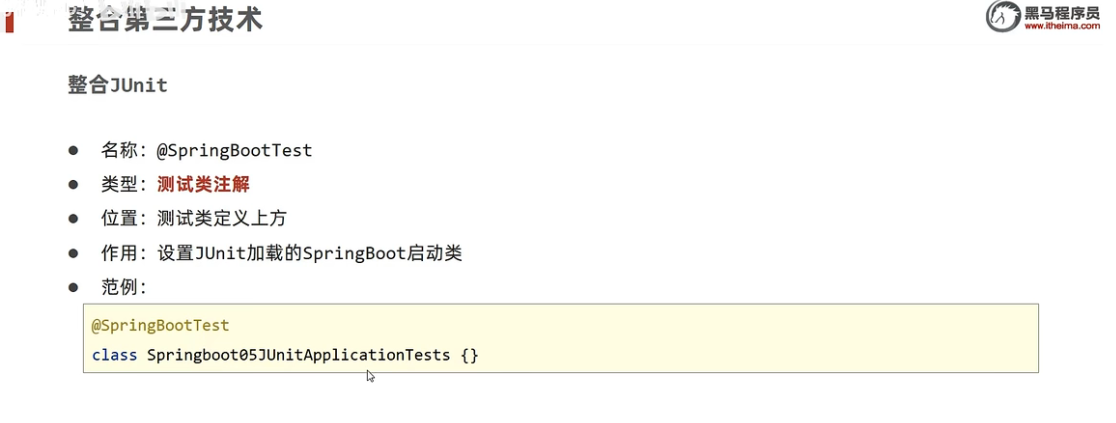 整合第三方技术
黑马程序员
www.itheima.com
整合JUnit
● 名称：@SpringBootTest
● 类型：测试类注解
● 位置：测试类定义上方
● 作用：设置JUnit加载的SpringBoot启动类
● 范例：
@SpringBootTest
class Springboot05JUnitApplicationTests {}